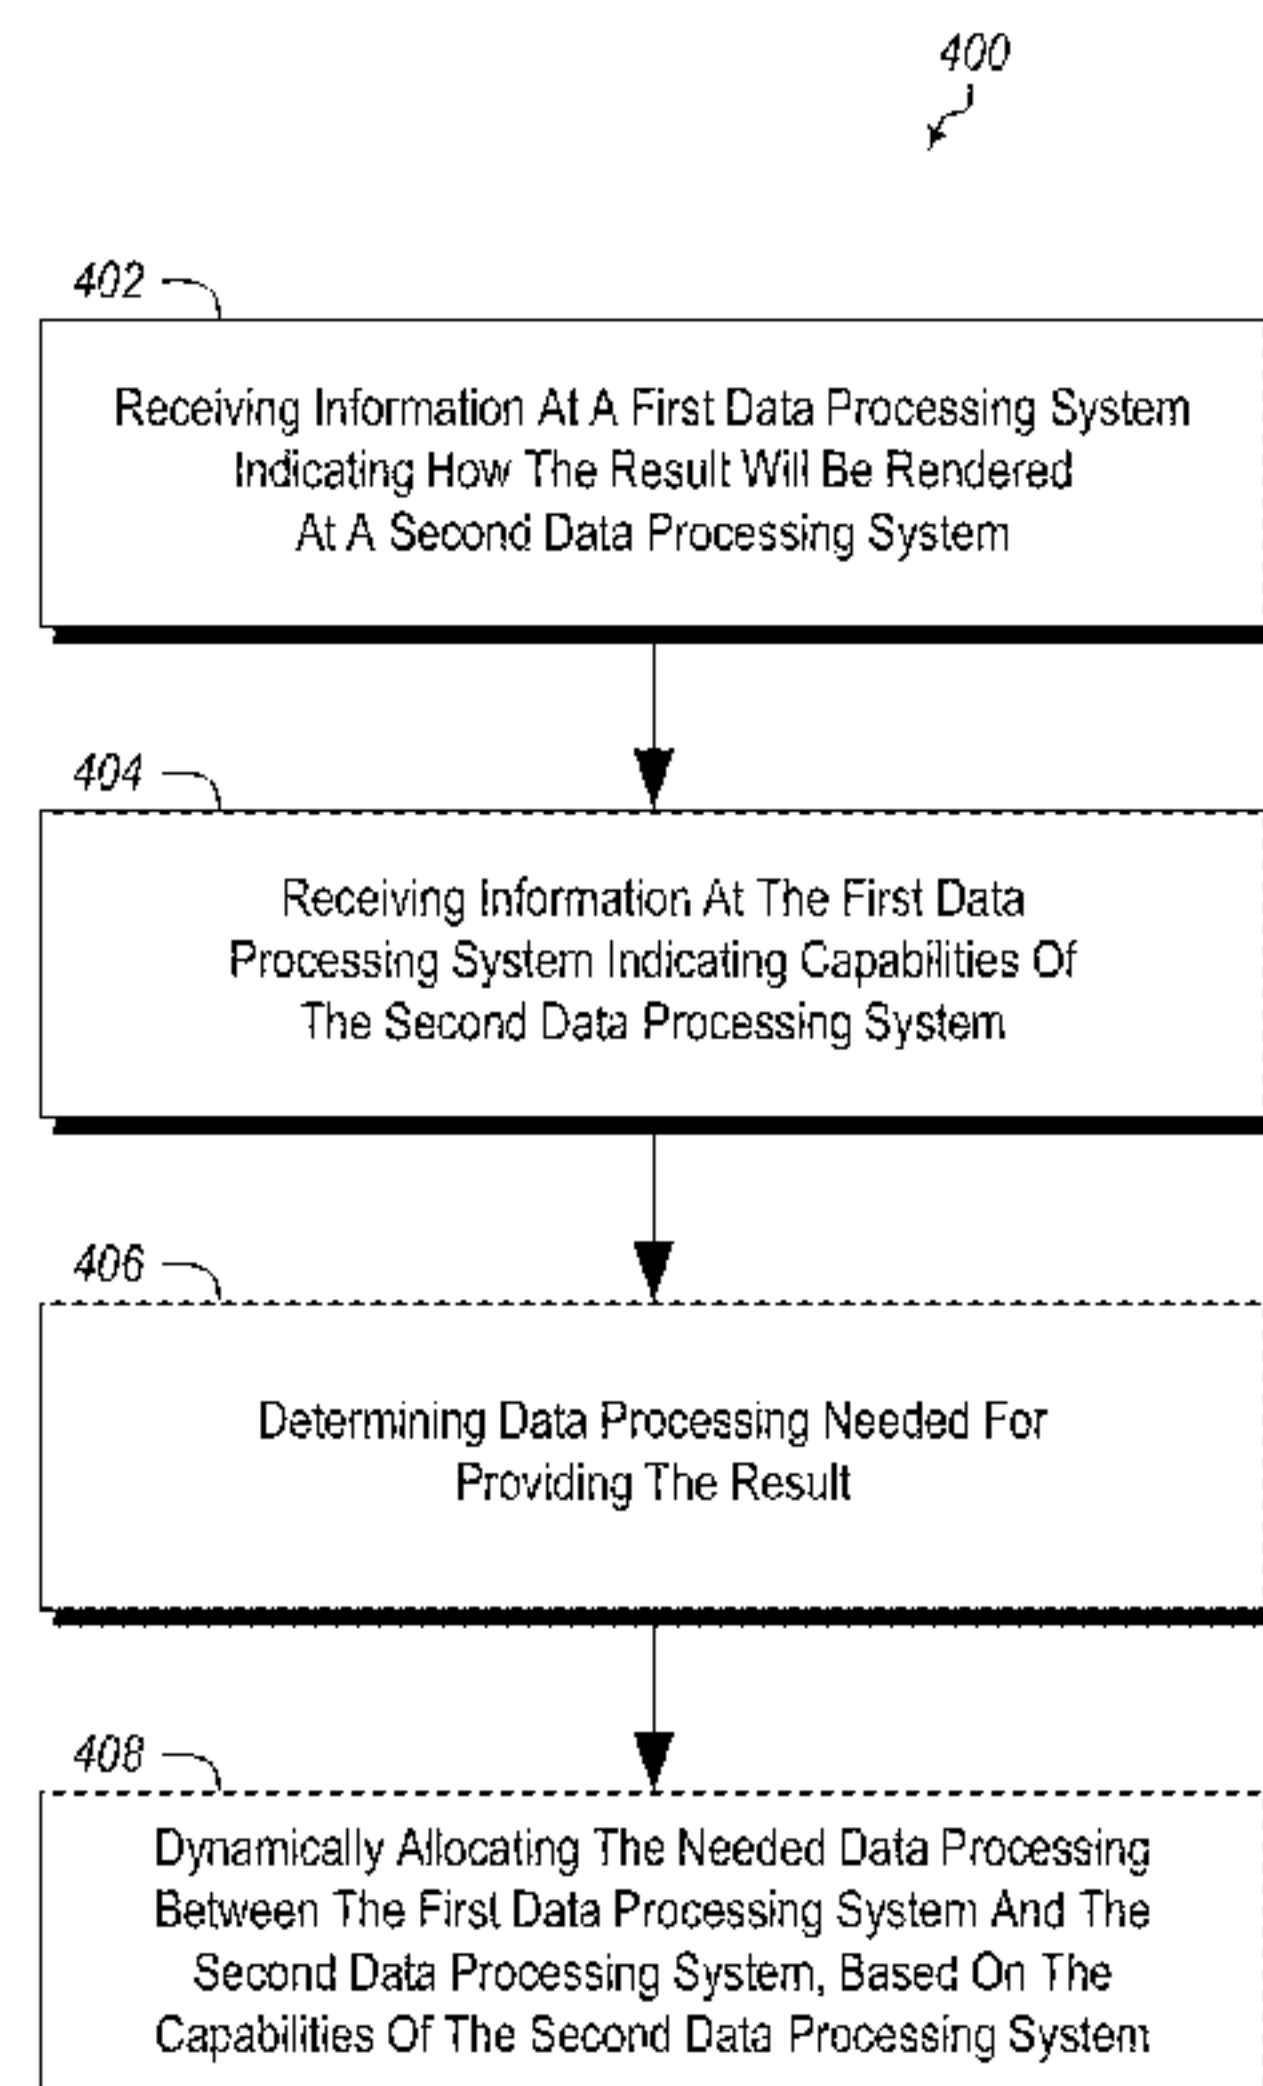 400
402
Receiving Information At A First Data Processing System
Indicating How The Result Will Be Rendered
At A Second Data Processing System
404
Receiving Information At The First Data
Processing System Indicating Capabilities Of
The Second Data Processing System
406
Determining Data Processing Needed For
Providing The Result
408
Dynamically Allocating The Needed Data Processing
Between The First Data Processing System And The
Second Data Processing System, Based On The
Capabilities Of The Second Data Processing System